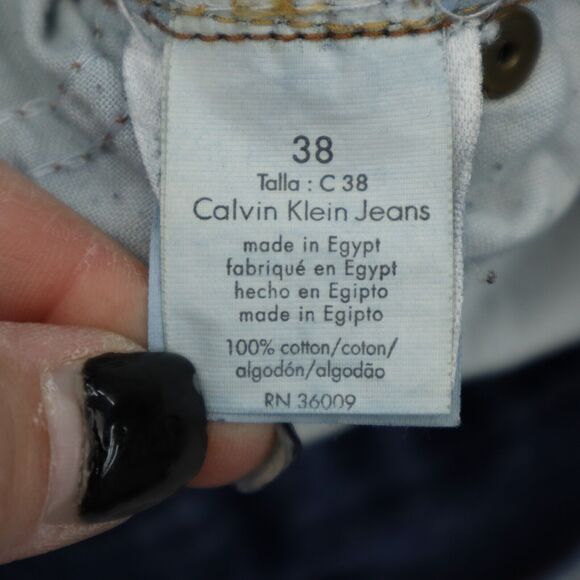 38
Talla : C 38
Calvin Klein Jeans
made in Egypt
fabriqué en Egypt
hecho en Egipto
made in Egipto
100% cotton/coton/
algodón/algodão
RN 36009